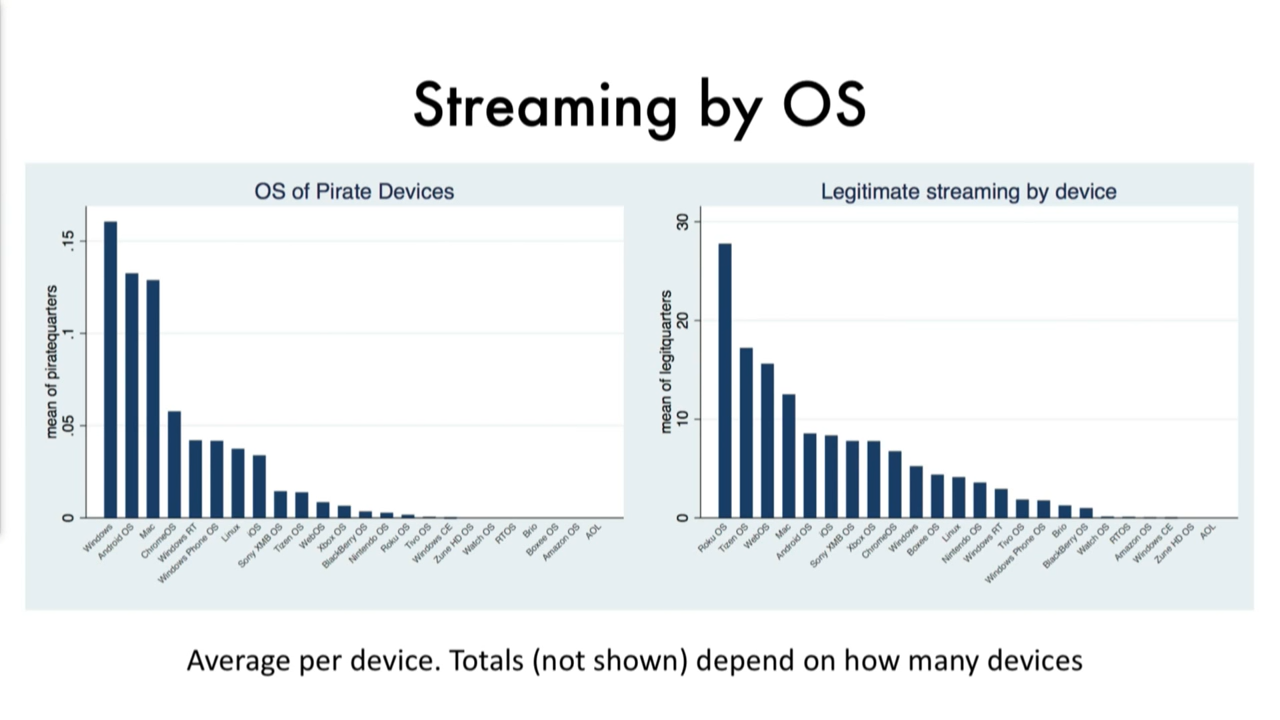 Streaming by OS
OS of Pirate Devices
mean of piratequarters
.15
.1
.05
0
Windows
Android OS
Mac
ChromeOS
Windows RT
Windows Phone OS
Linux
iOS
Sony XMB OS
Tizen OS
WebOS
Xbox OS
BlackBerry OS
Nintendo OS
Roku OS
Tivo OS
Windows CE
Zune HD OS
Watch OS
RTOS
Brio
Boxee OS
Amazon OS
AOL
Legitimate streaming by device
mean of legitquarters
30
20
10
0
Roku OS
Tizen OS
WebOS
Mac
Android OS
iOS
Sony XMB OS
Xbox OS
ChromeOS
Windows
Boxee OS
Linux
Nintendo OS
Windows RT
Tivo OS
Windows Phone OS
Brio
BlackBerry OS
Watch OS
RTOS
Amazon OS
Windows CE
Zune HD OS
AOL
Average per device. Totals (not shown) depend on how many devices